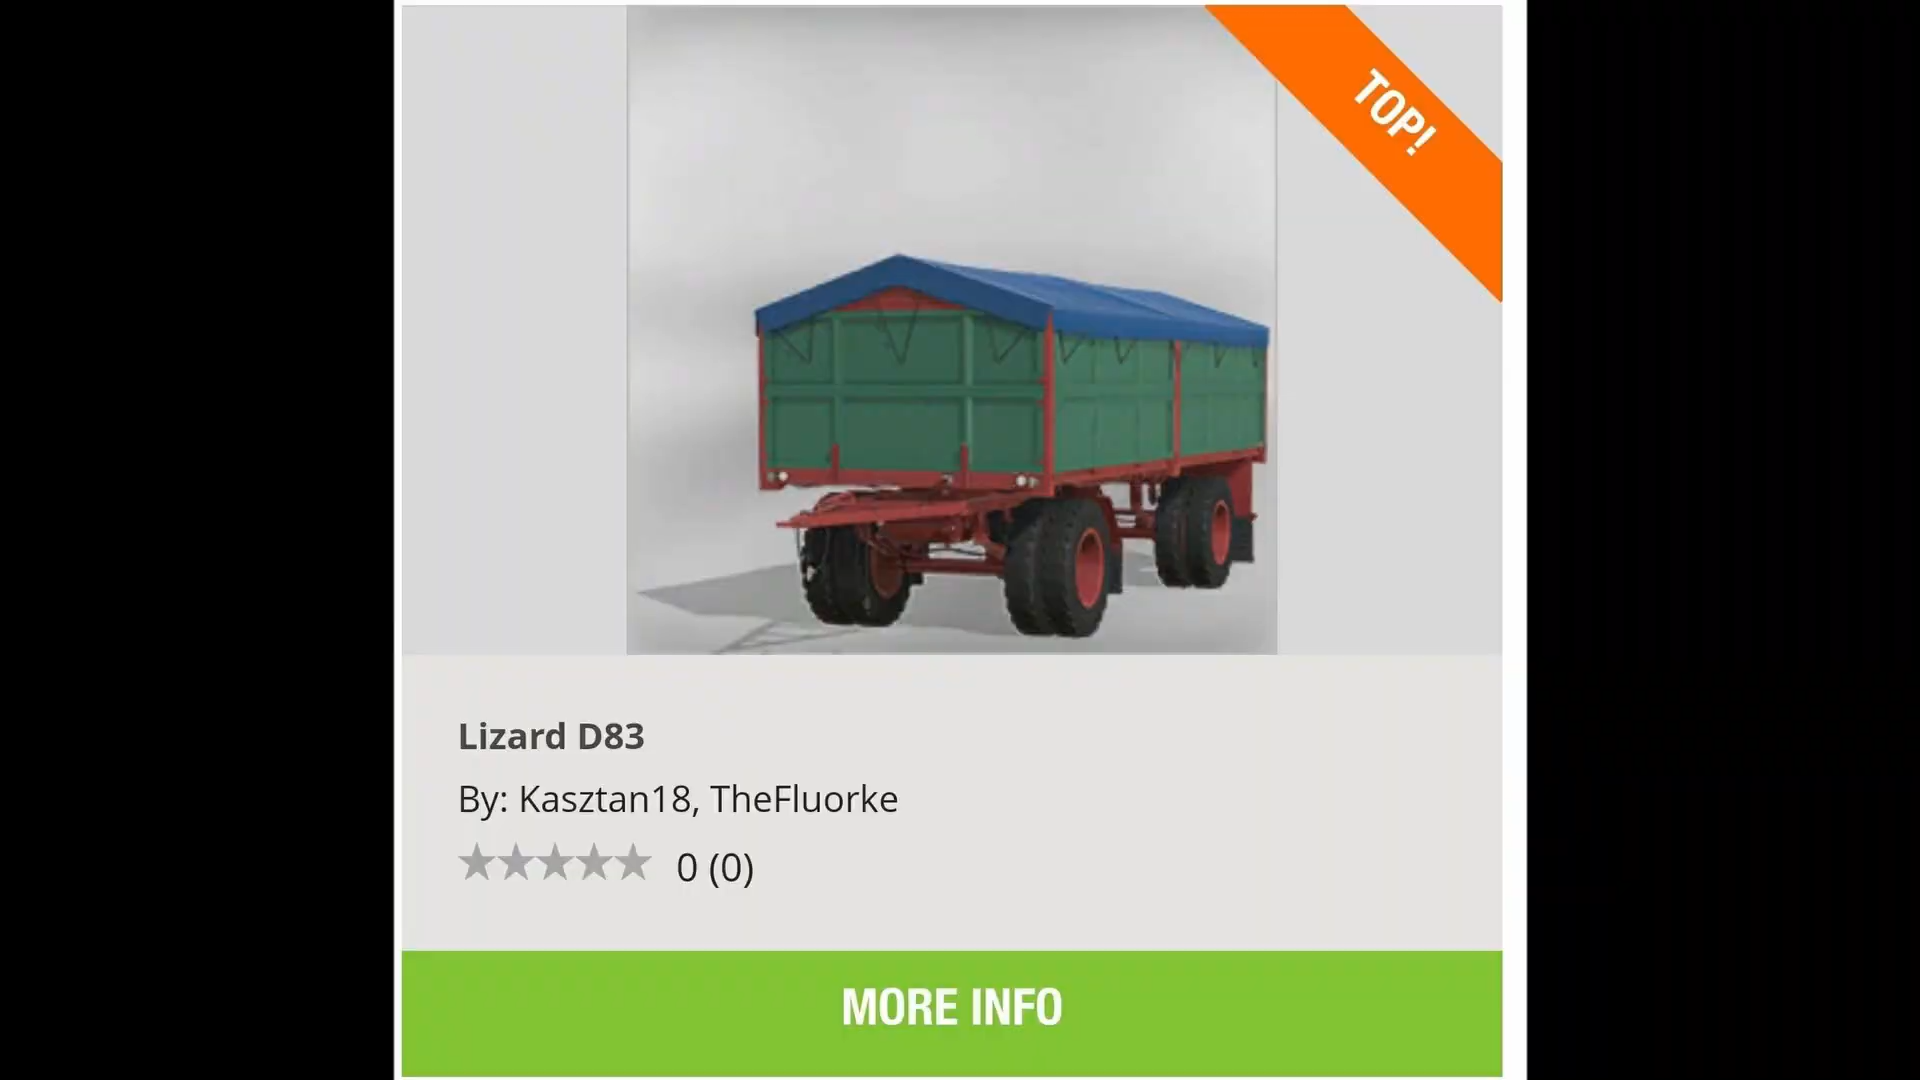 TOP!
Lizard D83
By: Kasztan18, TheFluorke
0 (0)
MORE INFO